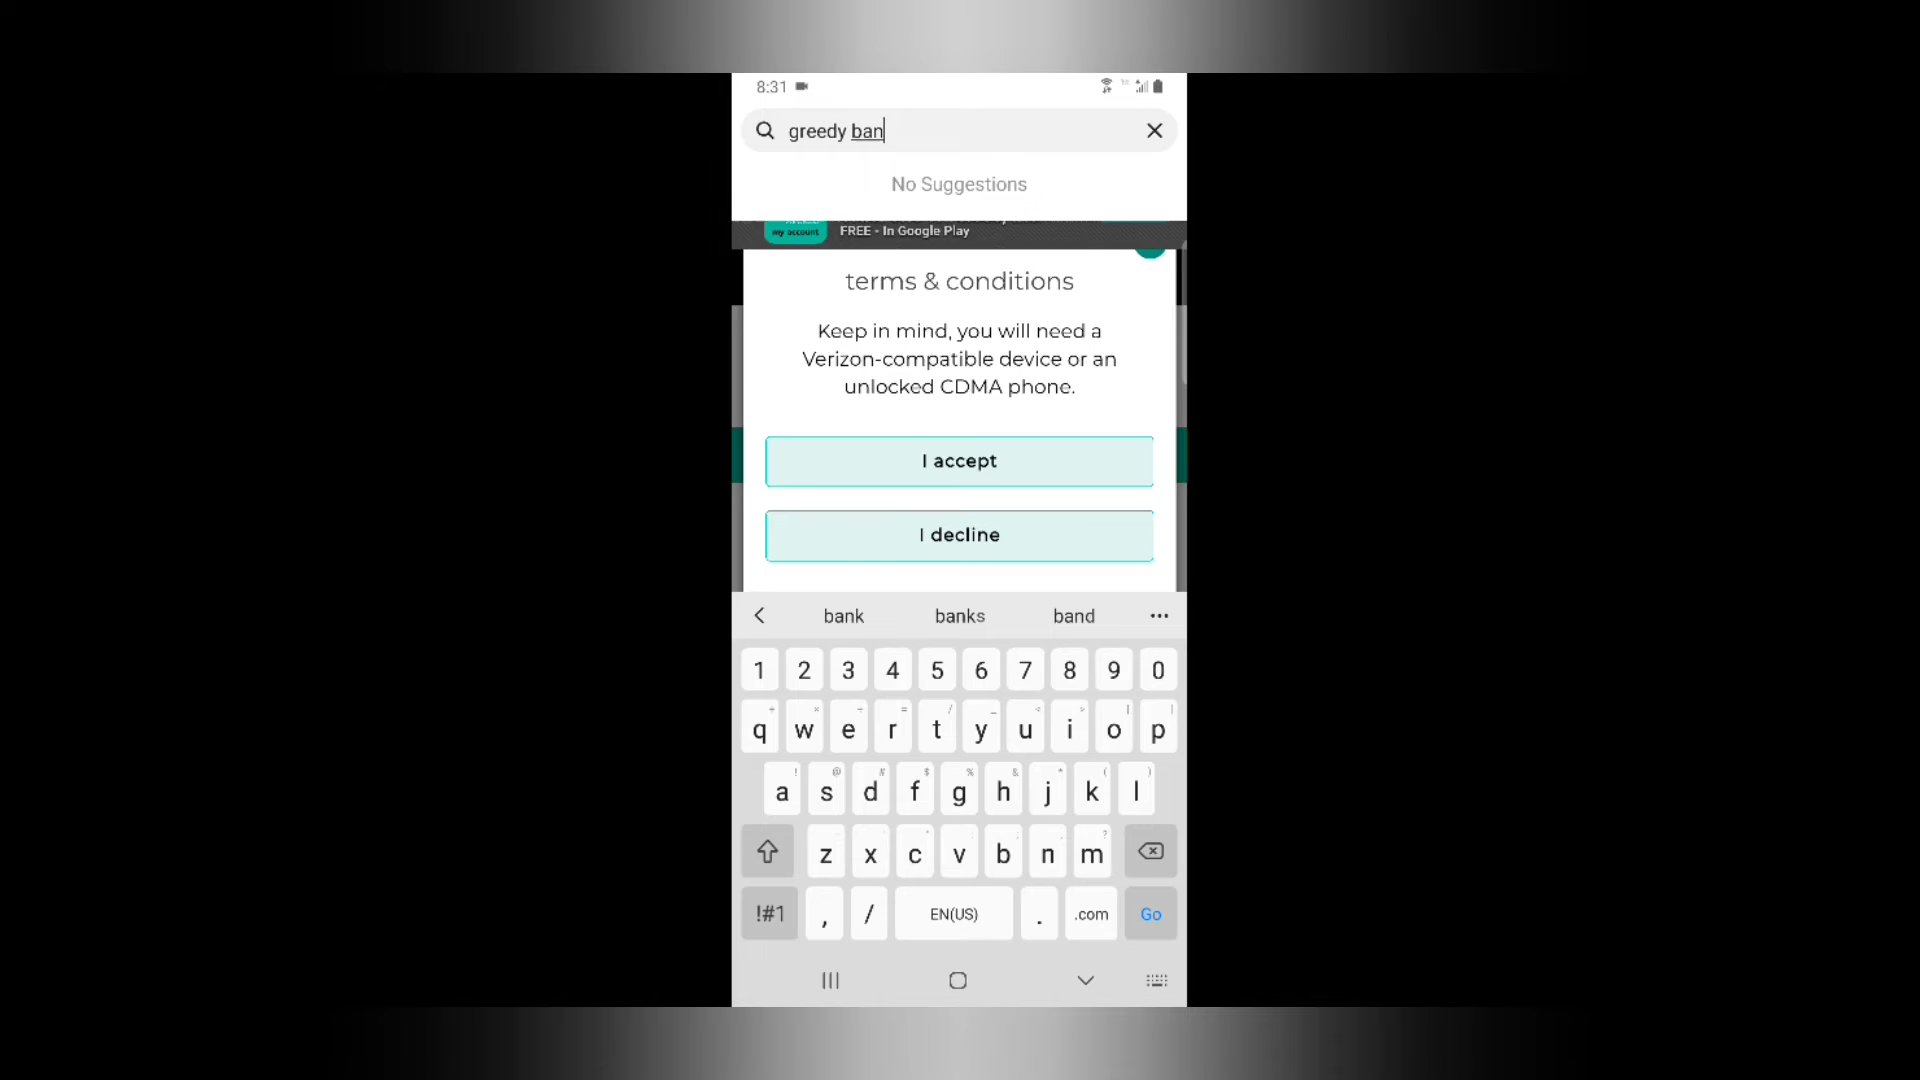 8:31
greedy ban
No Suggestions
my account
FREE - In Google Play
terms & conditions
Keep in mind, you will need a
Verizon-compatible device or an
unlocked CDMA phone.
I accept
I decline
bank banks band
1 2 3 4 5 6 7 8 9 0
q w e r t y u i o p
a s d f g h j k l
z x c v b n m
!#1 , / EN(US) . .com Go